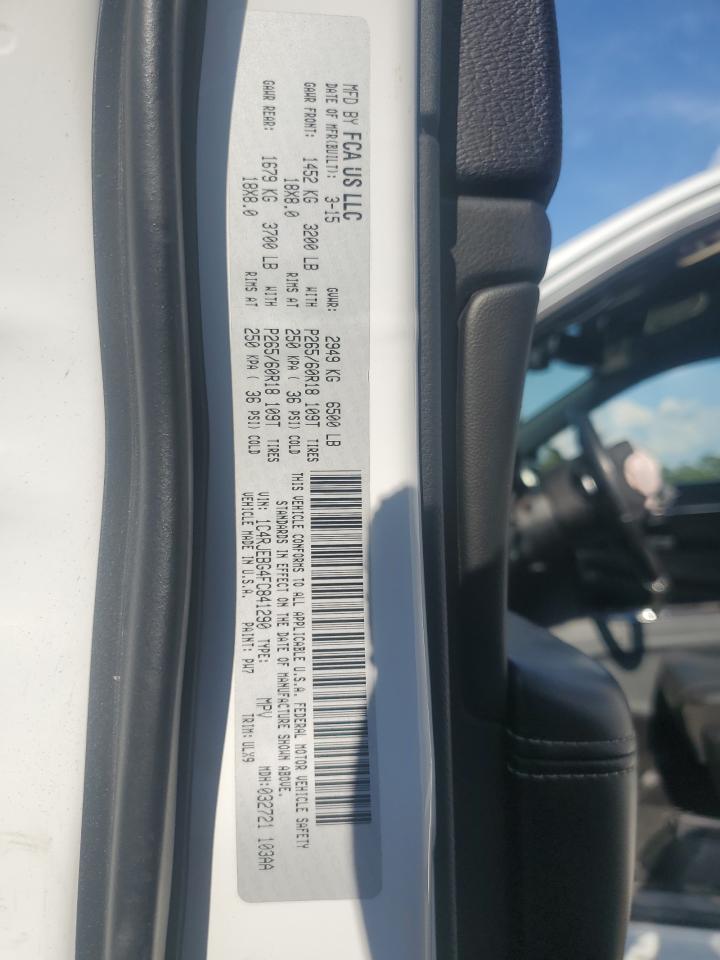 MFD BY FCA US LLC
DATE OF MFR(BUILT): 3-15 GVWR: 2949 KG 6500 LB
GAWR FRONT: 1452 KG 3200 LB WITH P265/60R18 109T TIRES
18X8.0 RIMS AT 250 KPA ( 36 PSI) COLD
GAWR REAR: 1679 KG 3700 LB WITH P265/60R18 109T TIRES
18X8.0 RIMS AT 250 KPA ( 36 PSI) COLD
THIS VEHICLE CONFORMS TO ALL APPLICABLE U.S.A. FEDERAL MOTOR VEHICLE SAFETY
STANDARDS IN EFFECT ON THE DATE OF MANUFACTURE SHOWN ABOVE.
VIN: 1C4RJEBG4FC841290 TYPE: MPV MDH:032721 103AA
VEHICLE MADE IN U.S.A. PAINT: PW7 TRIM: ULX9